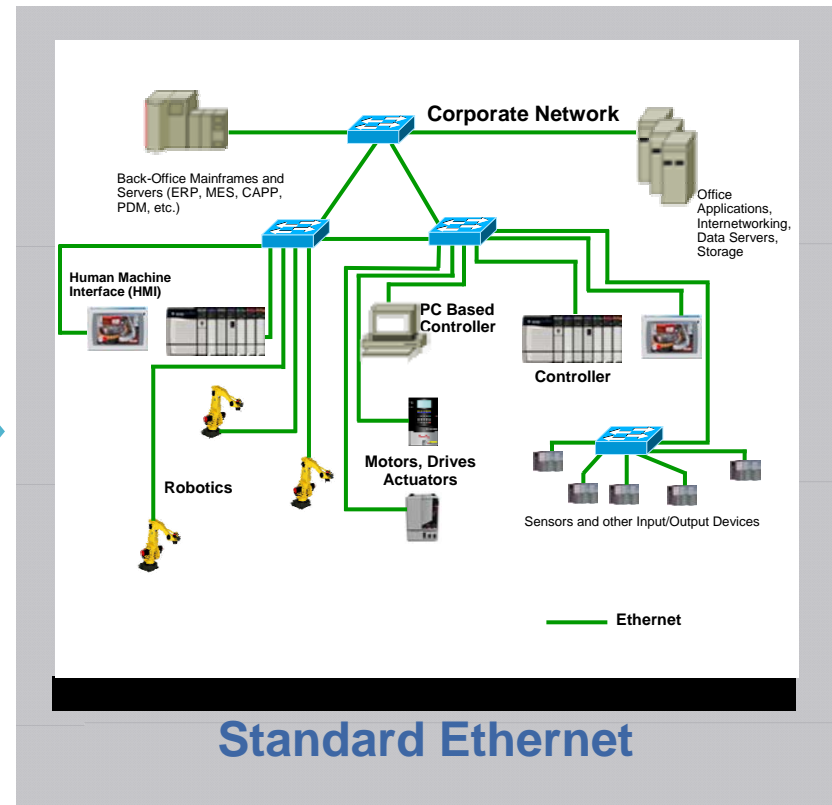 Corporate Network
Back-Office Mainframes and
Servers (ERP, MES, CAPP,
PDM, etc.)
Office
Applications,
Internetworking,
Data Servers,
Storage
Human Machine
Interface (HMI)
PC Based
Controller
Controller
Motors, Drives
Actuators
Robotics
Sensors and other Input/Output Devices
Ethernet
Standard Ethernet